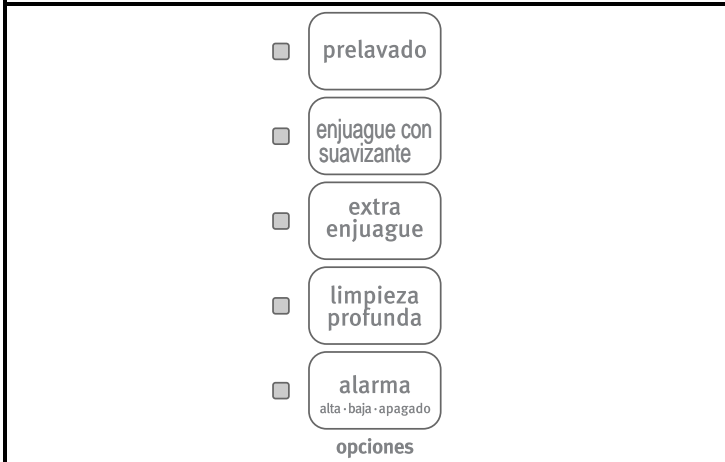 prelavado
enjuague con
suavizante
extra
enjuague
limpieza
profunda
alarma
alta·baja·apagado
opciones